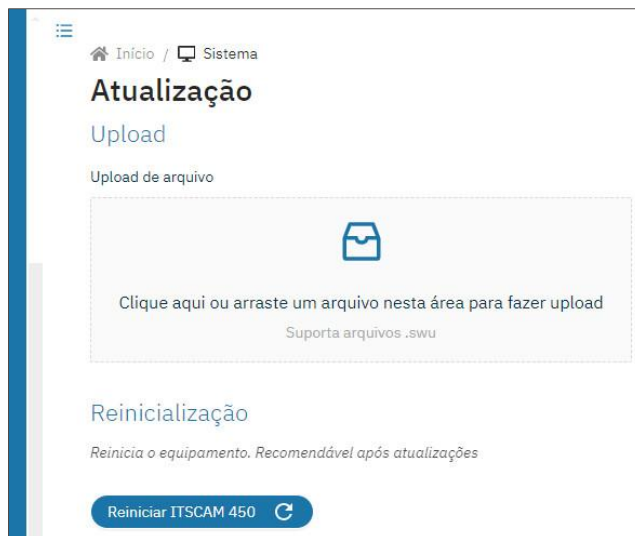 Início / Sistema
Atualização
Upload
Upload de arquivo
Clique aqui ou arraste um arquivo nesta área para fazer upload
Suporta arquivos .swu
Reinicialização
Reinicia o equipamento. Recomendável após atualizações
Reiniciar ITSCAM 450